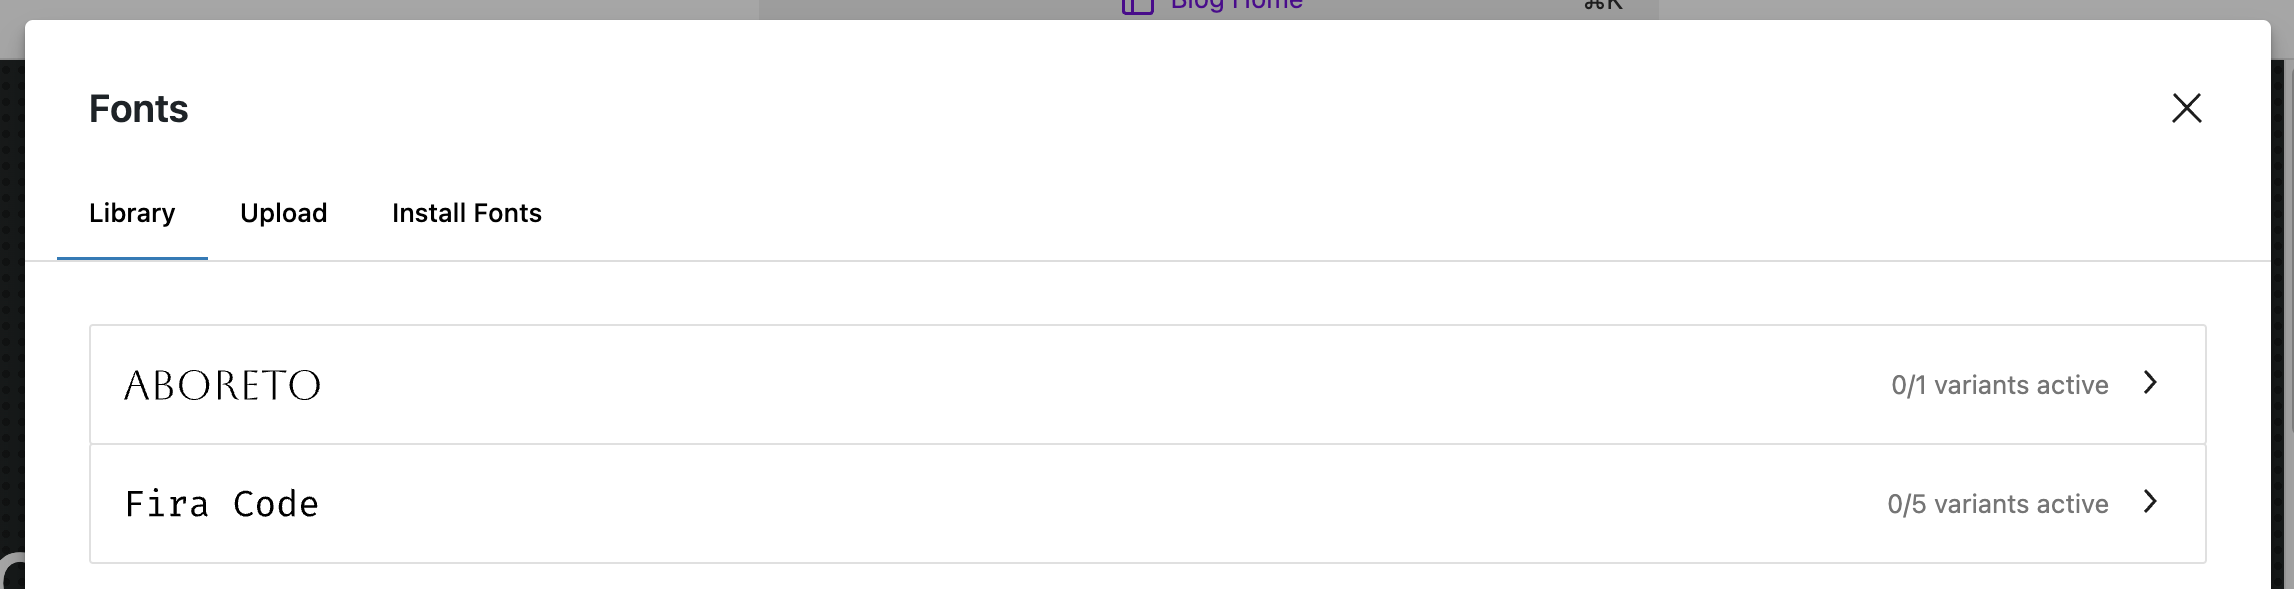 Blog Home ⌘K
Fonts
Library Upload Install Fonts
ABORETO 0/1 variants active
Fira Code 0/5 variants active